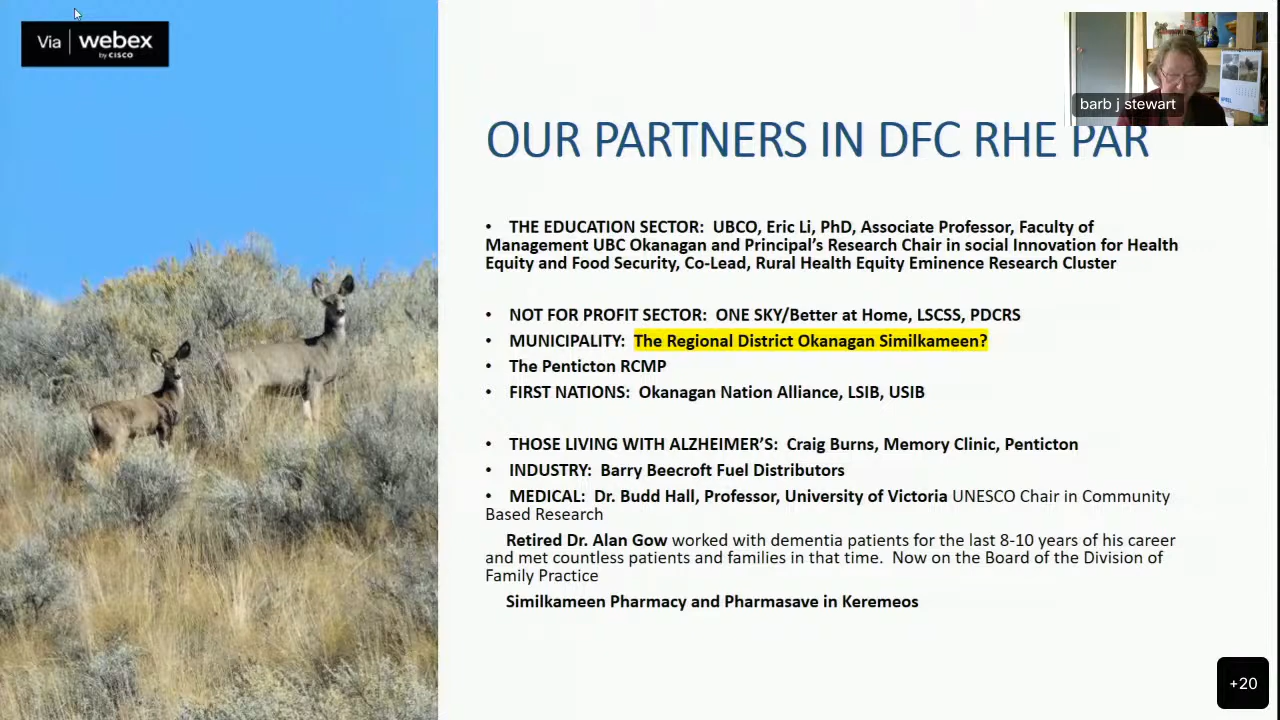 Via webex
by CISCO
barb j stewart
OUR PARTNERS IN DFC RHE PAR
• THE EDUCATION SECTOR: UBCO, Eric Li, PhD, Associate Professor, Faculty of
Management UBC Okanagan and Principal's Research Chair in social Innovation for Health
Equity and Food Security, Co-Lead, Rural Health Equity Eminence Research Cluster
• NOT FOR PROFIT SECTOR: ONE SKY/Better at Home, LSCSS, PDCRS
• MUNICIPALITY: The Regional District Okanagan Similkameen?
• The Penticton RCMP
• FIRST NATIONS: Okanagan Nation Alliance, LSIB, USIB
• THOSE LIVING WITH ALZHEIMER'S: Craig Burns, Memory Clinic, Penticton
• INDUSTRY: Barry Beecroft Fuel Distributors
• MEDICAL: Dr. Budd Hall, Professor, University of Victoria UNESCO Chair in Community
Based Research
Retired Dr. Alan Gow worked with dementia patients for the last 8-10 years of his career
and met countless patients and families in that time. Now on the Board of the Division of
Family Practice
Similkameen Pharmacy and Pharmasave in Keremeos
+20